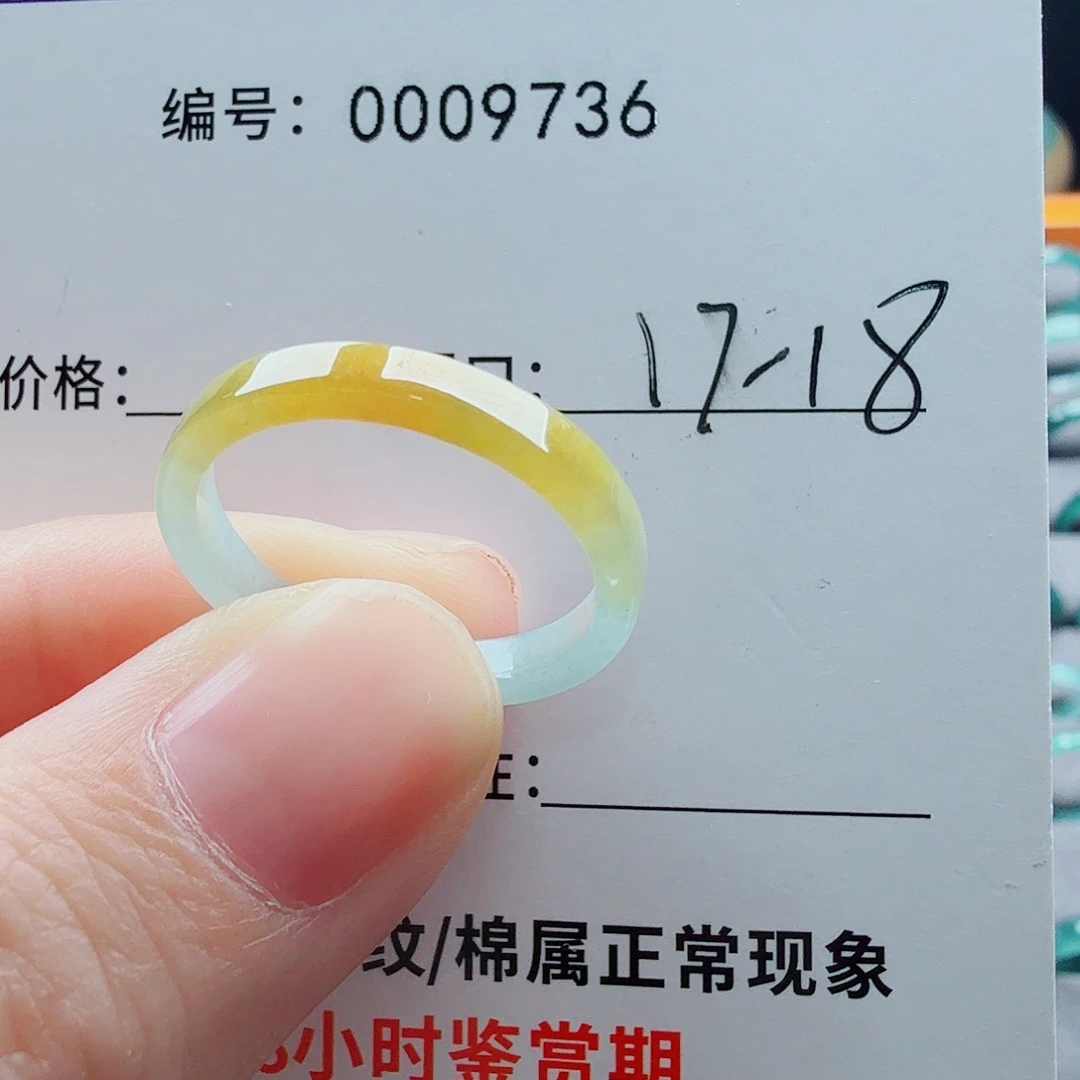 编号：0009736
价格： 口： 17-18
纹/棉属正常现象
小时鉴赏期